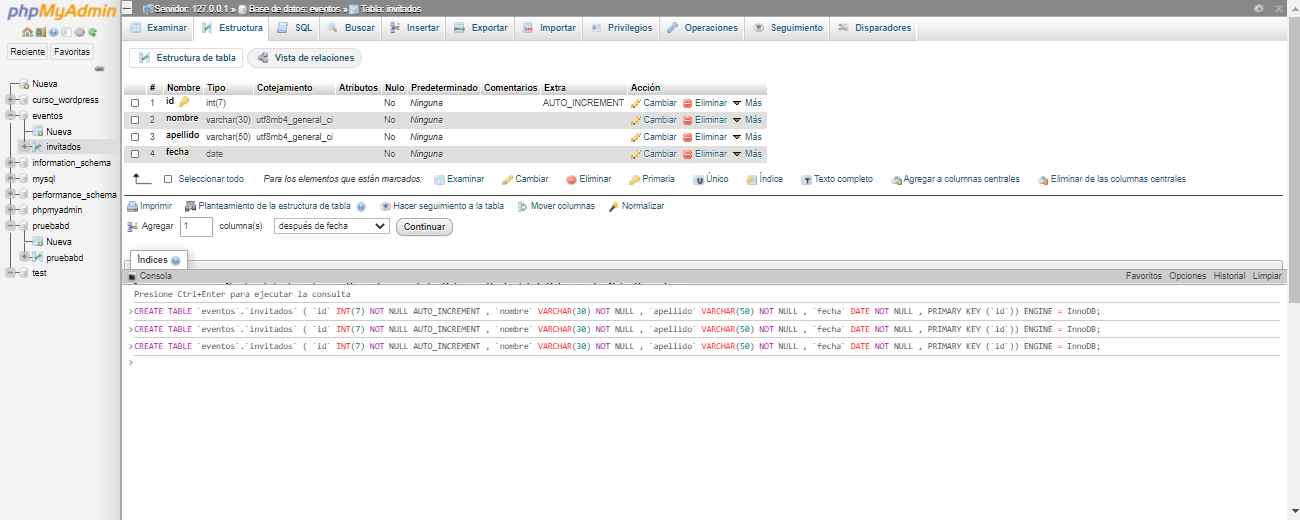 phpMyAdmin
Servidor: 127.0.0.1 » Base de datos: eventos » Tabla: invitados
Examinar Estructura SQL Buscar Insertar Exportar Importar Privilegios Operaciones Seguimiento Disparadores
Reciente Favoritas
Estructura de tabla Vista de relaciones
Nueva
curso_wordpress
eventos
Nueva
invitados
information_schema
mysql
performance_schema
phpmyadmin
pruebabd
Nueva
pruebabd
test
# Nombre Tipo Cotejamiento Atributos Nulo Predeterminado Comentarios Extra Acción
1 id int(7) No Ninguna AUTO_INCREMENT Cambiar Eliminar Más
2 nombre varchar(30) utf8mb4_general_ci No Ninguna Cambiar Eliminar Más
3 apellido varchar(50) utf8mb4_general_ci No Ninguna Cambiar Eliminar Más
4 fecha date No Ninguna Cambiar Eliminar Más
Seleccionar todo Para los elementos que están marcados: Examinar Cambiar Eliminar Primaria Único Índice Texto completo Agregar a columnas centrales Eliminar de las columnas centrales
Imprimir Planteamiento de la estructura de tabla Hacer seguimiento a la tabla Mover columnas Normalizar
Agregar 1 columna(s) después de fecha Continuar
Índices
Consola Favoritos Opciones Historial Limpiar
Presione Ctrl+Enter para ejecutar la consulta
>CREATE TABLE `eventos`.`invitados` ( `id` INT(7) NOT NULL AUTO_INCREMENT , `nombre` VARCHAR(30) NOT NULL , `apellido` VARCHAR(50) NOT NULL , `fecha` DATE NOT NULL , PRIMARY KEY (`id`)) ENGINE = InnoDB;
>CREATE TABLE `eventos`.`invitados` ( `id` INT(7) NOT NULL AUTO_INCREMENT , `nombre` VARCHAR(30) NOT NULL , `apellido` VARCHAR(50) NOT NULL , `fecha` DATE NOT NULL , PRIMARY KEY (`id`)) ENGINE = InnoDB;
>CREATE TABLE `eventos`.`invitados` ( `id` INT(7) NOT NULL AUTO_INCREMENT , `nombre` VARCHAR(30) NOT NULL , `apellido` VARCHAR(50) NOT NULL , `fecha` DATE NOT NULL , PRIMARY KEY (`id`)) ENGINE = InnoDB;
>